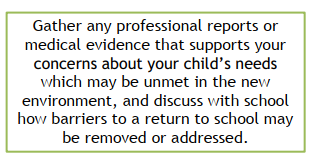 Gather any professional reports or
medical evidence that supports your
concerns about your child's needs
which may be unmet in the new
environment, and discuss with school
how barriers to a return to school may
be removed or addressed.